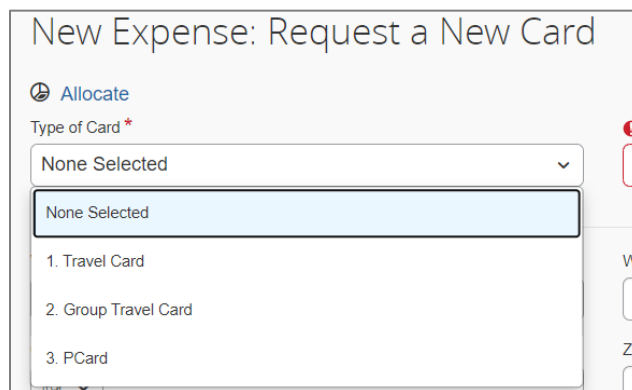 New Expense: Request a New Card
Allocate
Type of Card *
None Selected
None Selected
1. Travel Card
2. Group Travel Card
3. PCard